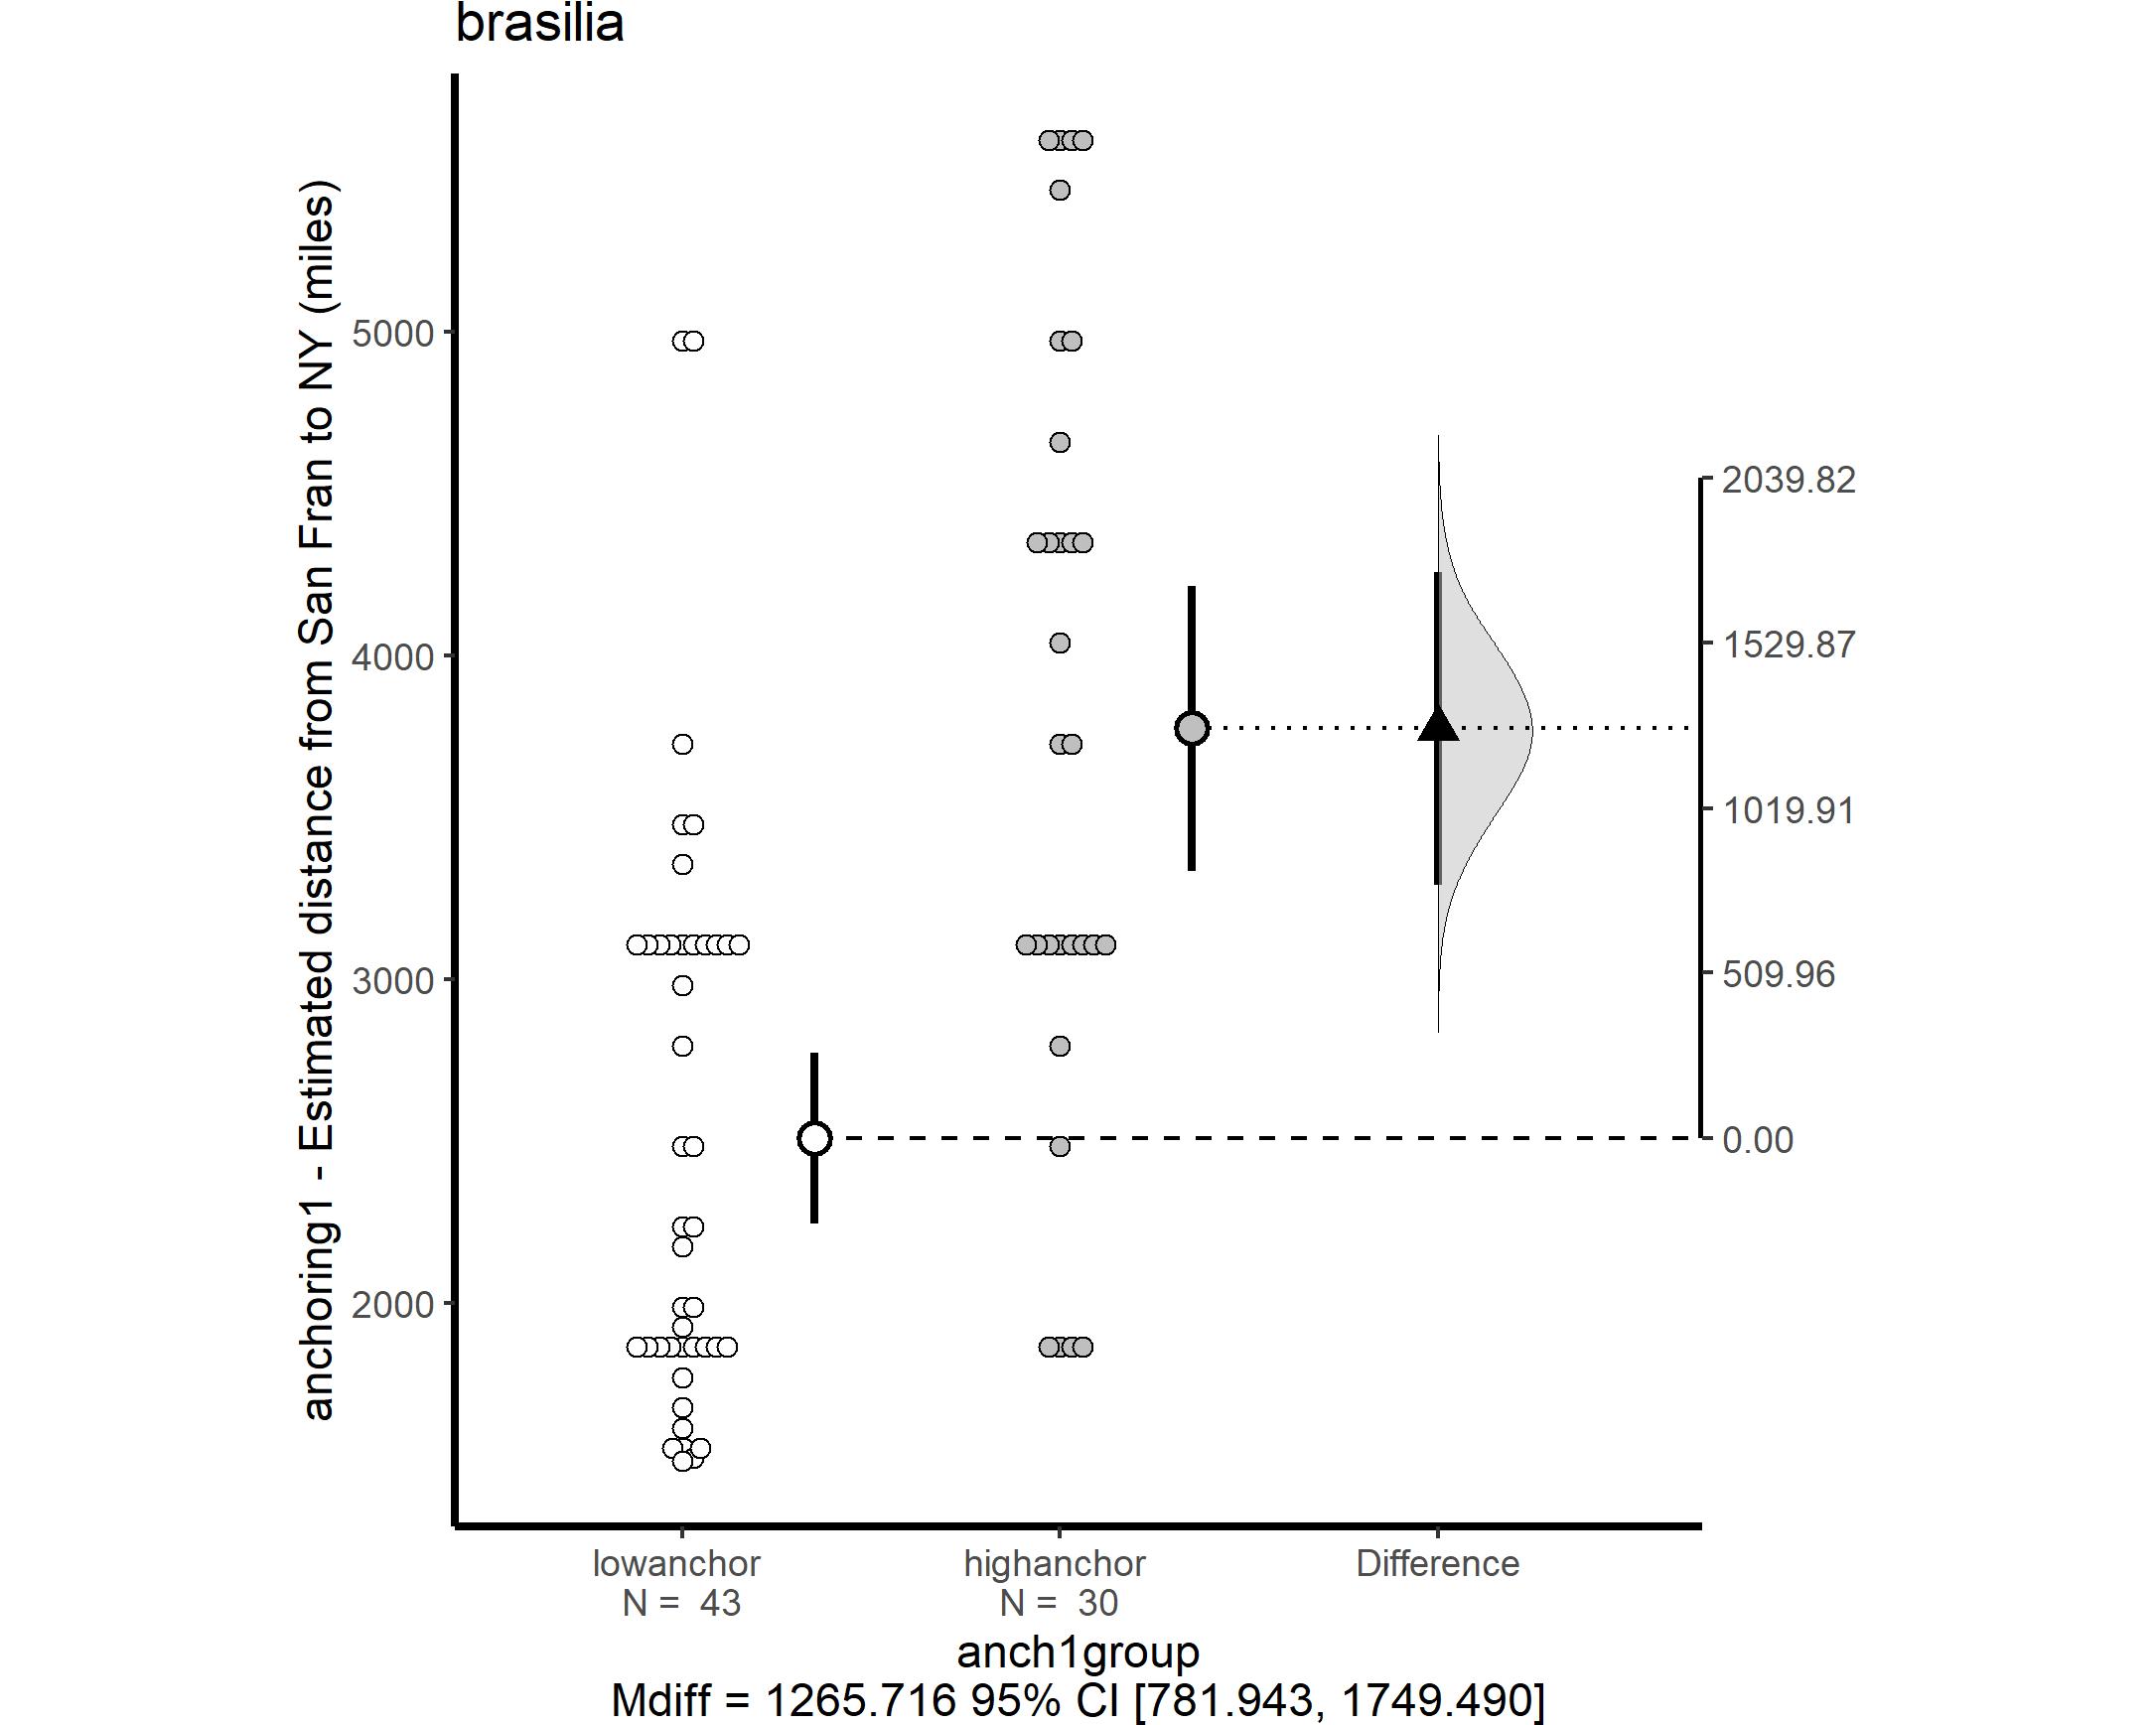 brasilia
anchoring1 - Estimated distance from San Fran to NY (miles)
5000
4000
3000
2000
2039.82
1529.87
1019.91
509.96
0.00
lowanchor
N = 43
highanchor
N = 30
Difference
anch1group
Mdiff = 1265.716 95% CI [781.943, 1749.490]